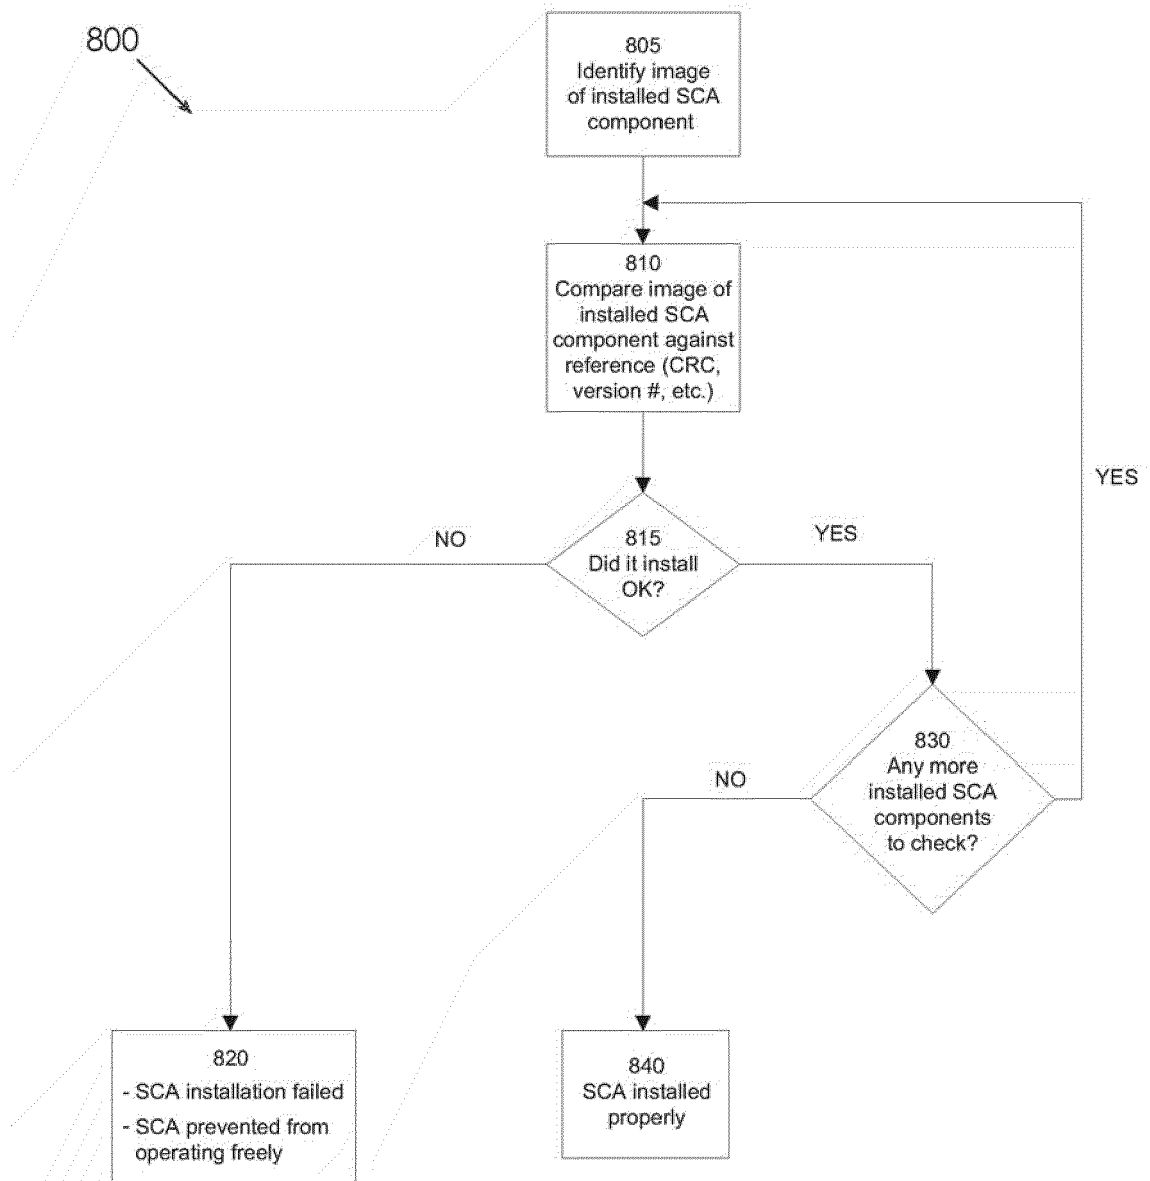 800
805
Identify image
of installed SCA
component
810
Compare image of
installed SCA
component against
reference (CRC,
version #, etc.)
YES
NO
815
Did it install
OK?
YES
830
Any more
installed SCA
components
to check?
NO
820
- SCA installation failed
- SCA prevented from
operating freely
840
SCA installed
properly